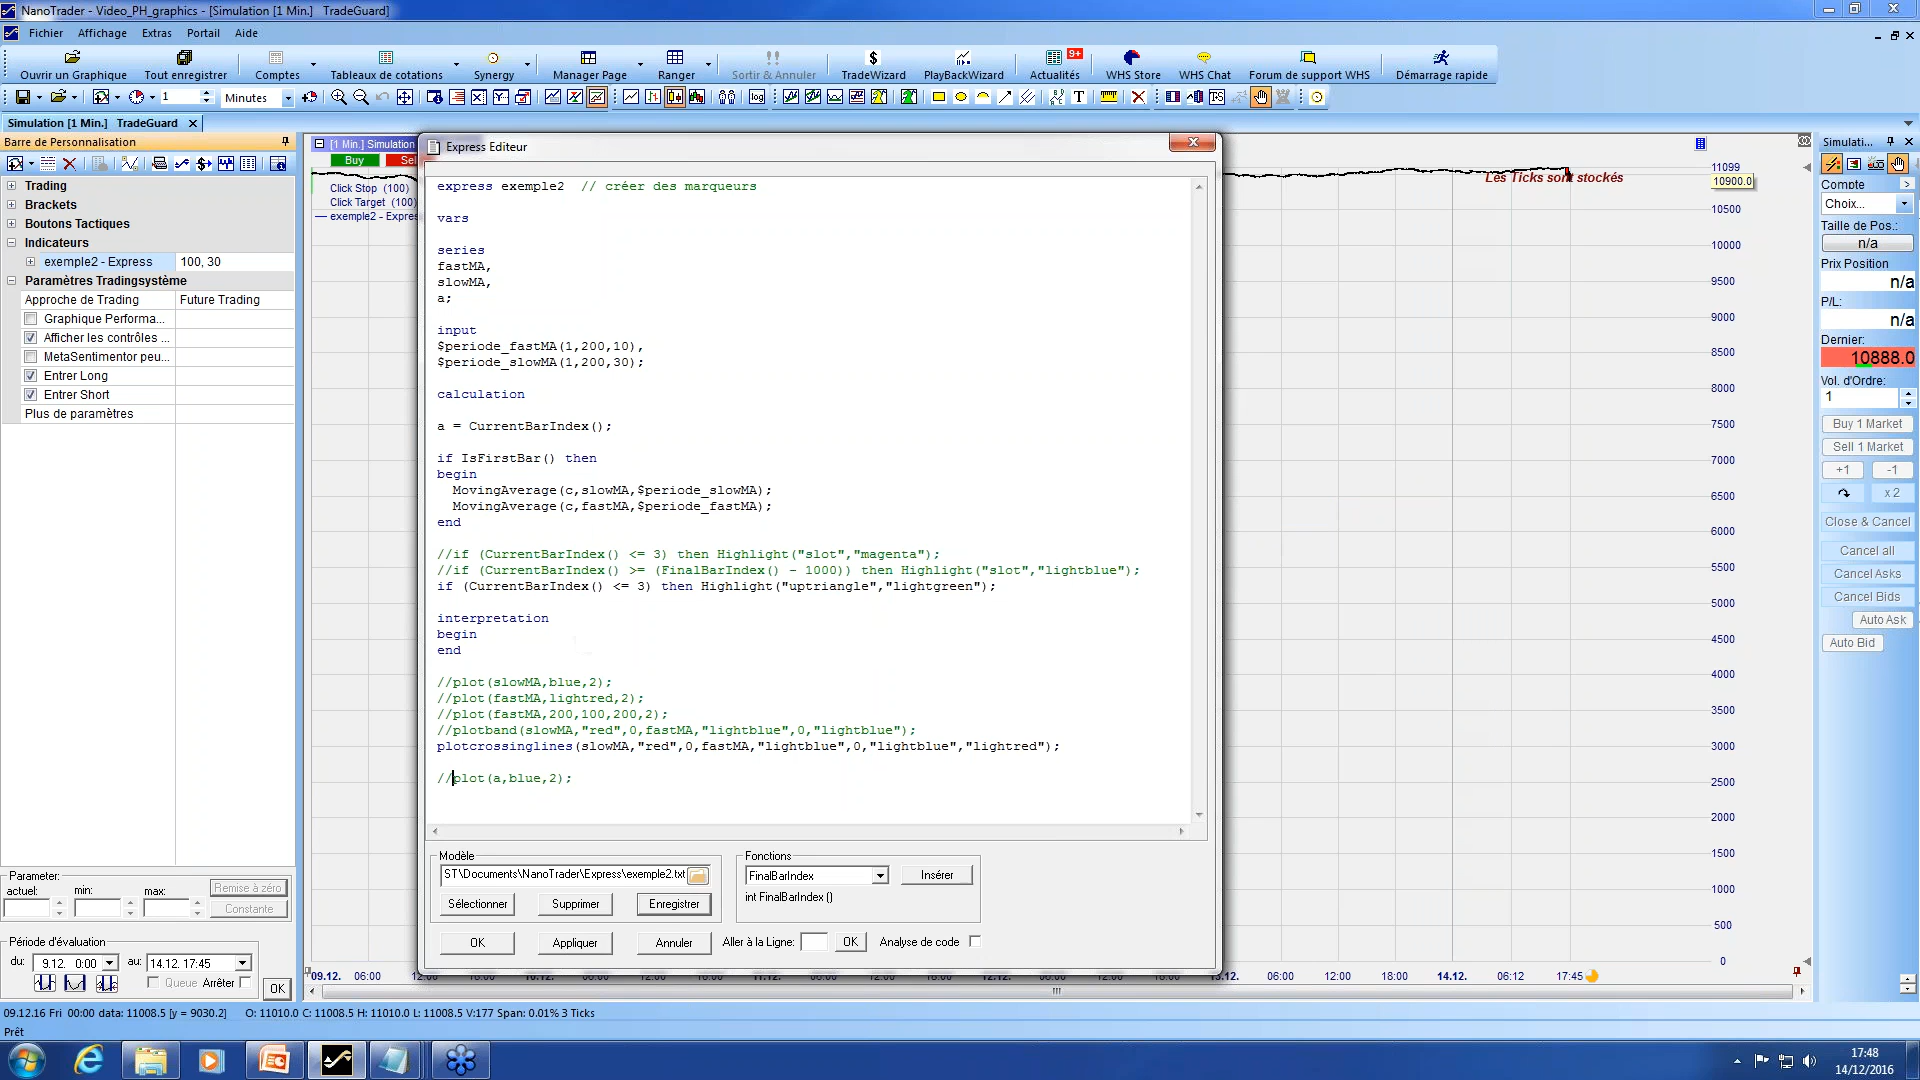 NanoTrader - Video_PH_graphics - [Simulation [1 Min.]   TradeGuard]
Fichier Affichage Extras Portail Aide
Ouvrir un Graphique Tout enregistrer Comptes Tableaux de cotations Synergy Manager Page Ranger Sortir & Annuler TradeWizard PlayBackWizard Actualités 9+ WHS Store WHS Chat Forum de support WHS Démarrage rapide
1 Minutes
Simulation [1 Min.]   TradeGuard
Barre de Personnalisation
Trading
Brackets
Boutons Tactiques
Indicateurs
exemple2 - Express 100, 30
Paramètres Tradingsystème
Approche de Trading Future Trading
Graphique Performa...
Afficher les contrôles ...
MetaSentimentor peu...
Entrer Long
Entrer Short
Plus de paramètres
Parameter:
actuel: min: max: Remise à zéro
Constante
Période d'évaluation
du: 9.12. 0:00 au: 14.12. 17:45
Queue Arrêter OK
[1 Min.] Simulation
Buy Sel
Click Stop (100)
Click Target (100)
exemple2 - Expre
Express Editeur
express exemple2  // créer des marqueurs
vars
series
fastMA,
slowMA,
a;
input
$periode_fastMA(1,200,10),
$periode_slowMA(1,200,30);
calculation
a = CurrentBarIndex();
if IsFirstBar() then
begin
MovingAverage(c,slowMA,$periode_slowMA);
MovingAverage(c,fastMA,$periode_fastMA);
end
//if (CurrentBarIndex() <= 3) then Highlight("slot","magenta");
//if (CurrentBarIndex() >= (FinalBarIndex() - 1000)) then Highlight("slot","lightblue");
if (CurrentBarIndex() <= 3) then Highlight("uptriangle","lightgreen");
interpretation
begin
end
//plot(slowMA,blue,2);
//plot(fastMA,lightred,2);
//plot(fastMA,200,100,200,2);
//plotband(slowMA,"red",0,fastMA,"lightblue",0,"lightblue");
plotcrossinglines(slowMA,"red",0,fastMA,"lightblue",0,"lightblue","lightred");
//plot(a,blue,2);
Modèle
ST\Documents\NanoTrader\Express\exemple2.txt
Sélectionner Supprimer Enregistrer
Fonctions
FinalBarIndex Insérer
int FinalBarIndex ()
OK Appliquer Annuler Aller à la Ligne: OK Analyse de code
Les Ticks sont stockés
11099
10900.0
10500
10000
9500
9000
8500
8000
7500
7000
6500
6000
5500
5000
4500
4000
3500
3000
2500
2000
1500
1000
500
0
09.12. 06:00 06:00 12:00 18:00 14.12. 06:12 17:45
Simulati...
Compte
Choix...
Taille de Pos.:
n/a
Prix Position
n/a
P/L:
n/a
Dernier:
10888.0
Vol. d'Ordre:
1
Buy 1 Market
Sell 1 Market
+1 -1
x 2
Close & Cancel
Cancel all
Cancel Asks
Cancel Bids
Auto Ask
Auto Bid
09.12.16 Fri  00:00 data: 11008.5 [y = 9030.2] O: 11010.0 C: 11008.5 H: 11010.0 L: 11008.5 V:177 Span: 0.01% 3 Ticks
Prêt
17:48
14/12/2016